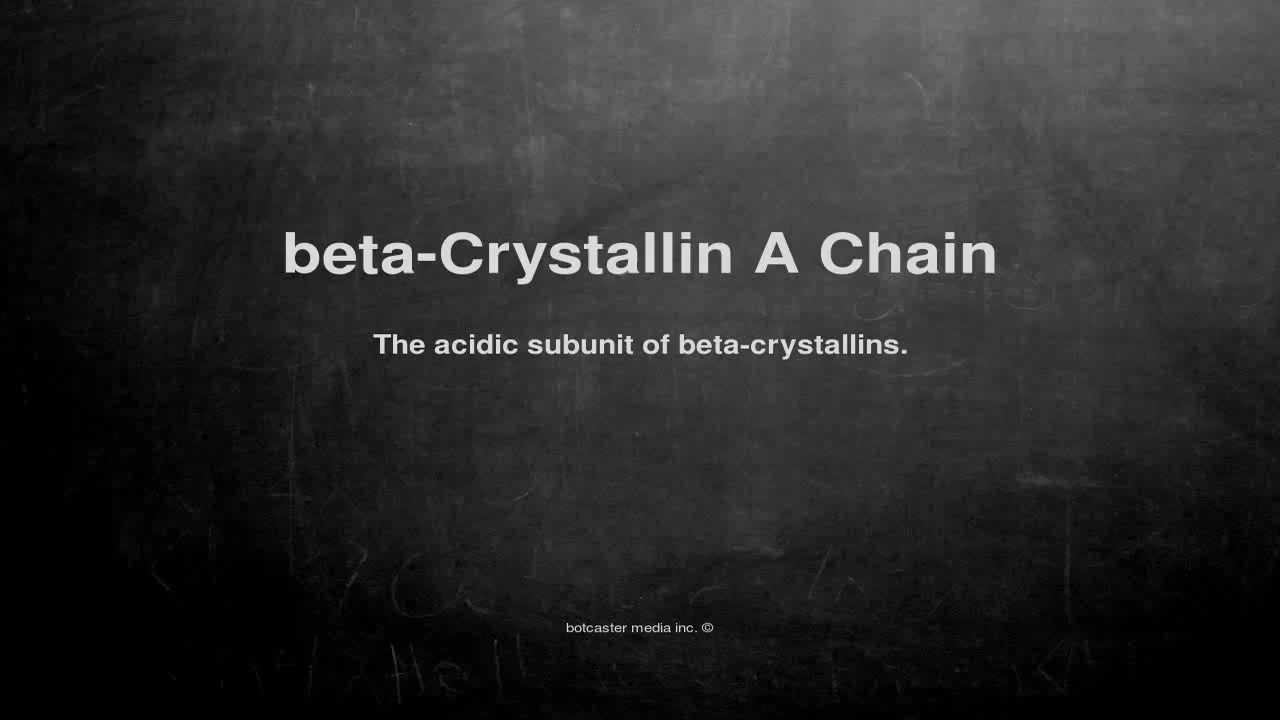 beta-Crystallin A Chain
The acidic subunit of beta-crystallins.
botcaster media inc. ©